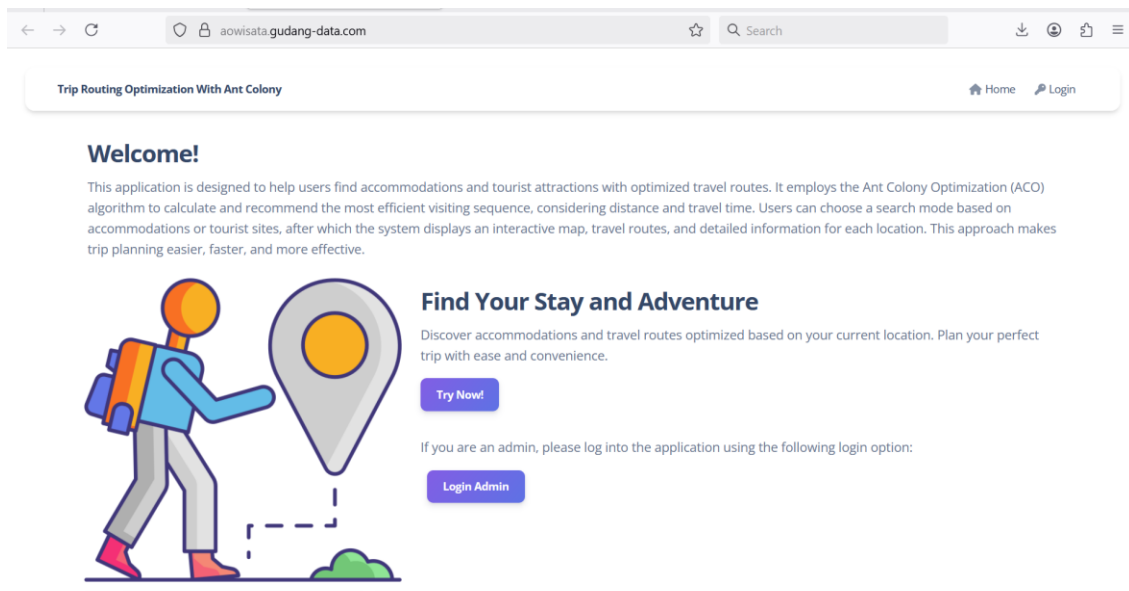 aowisata.gudang-data.com
Search
Trip Routing Optimization With Ant Colony
Home
Login
Welcome!
This application is designed to help users find accommodations and tourist attractions with optimized travel routes. It employs the Ant Colony Optimization (ACO)
algorithm to calculate and recommend the most efficient visiting sequence, considering distance and travel time. Users can choose a search mode based on
accommodations or tourist sites, after which the system displays an interactive map, travel routes, and detailed information for each location. This approach makes
trip planning easier, faster, and more effective.
Find Your Stay and Adventure
Discover accommodations and travel routes optimized based on your current location. Plan your perfect
trip with ease and convenience.
Try Now!
If you are an admin, please log into the application using the following login option:
Login Admin